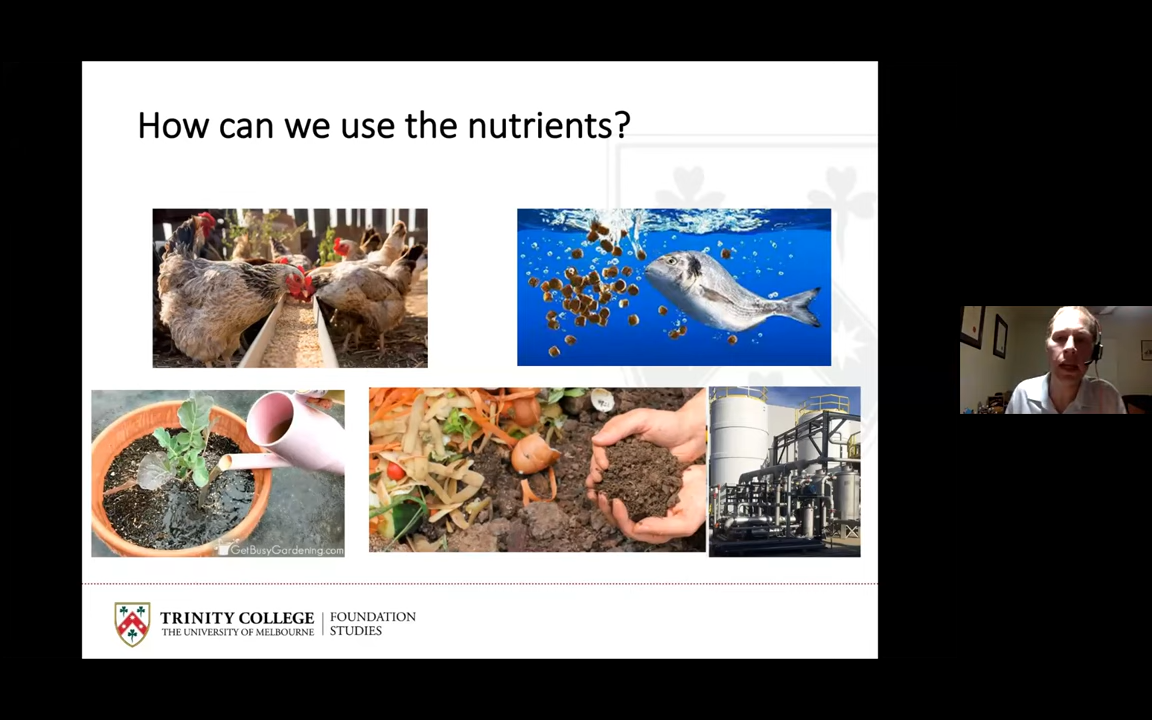 How can we use the nutrients?
GetBusyGardening.com
TRINITY COLLEGE
THE UNIVERSITY OF MELBOURNE
FOUNDATION
STUDIES